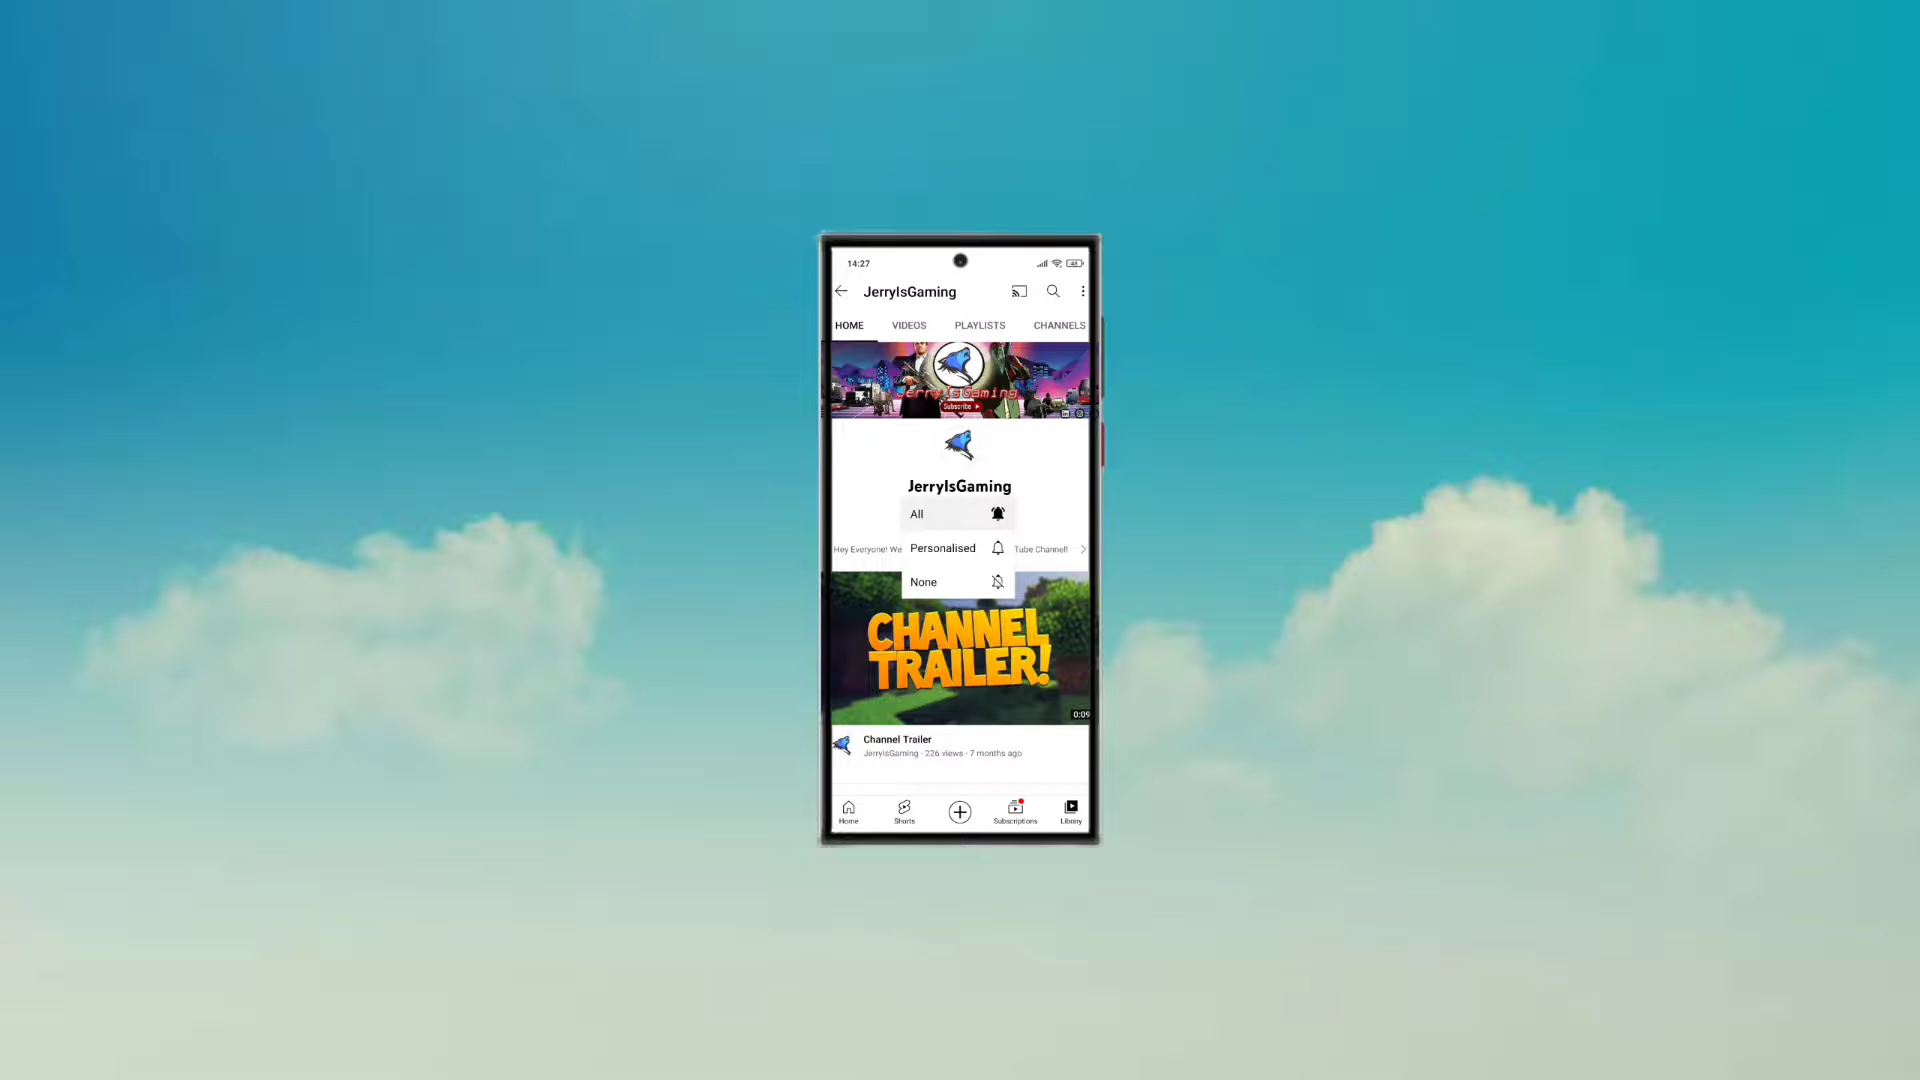 14:27
JerryIsGaming
HOME VIDEOS PLAYLISTS CHANNELS
JerryIsGaming
Subscribe
JerryIsGaming
All
Hey Everyone! We
Personalised
Tube Channel!
None
CHANNEL
TRAILER!
0:09
Channel Trailer
JerryIsGaming · 226 views · 7 months ago
Home Shorts Subscriptions Library